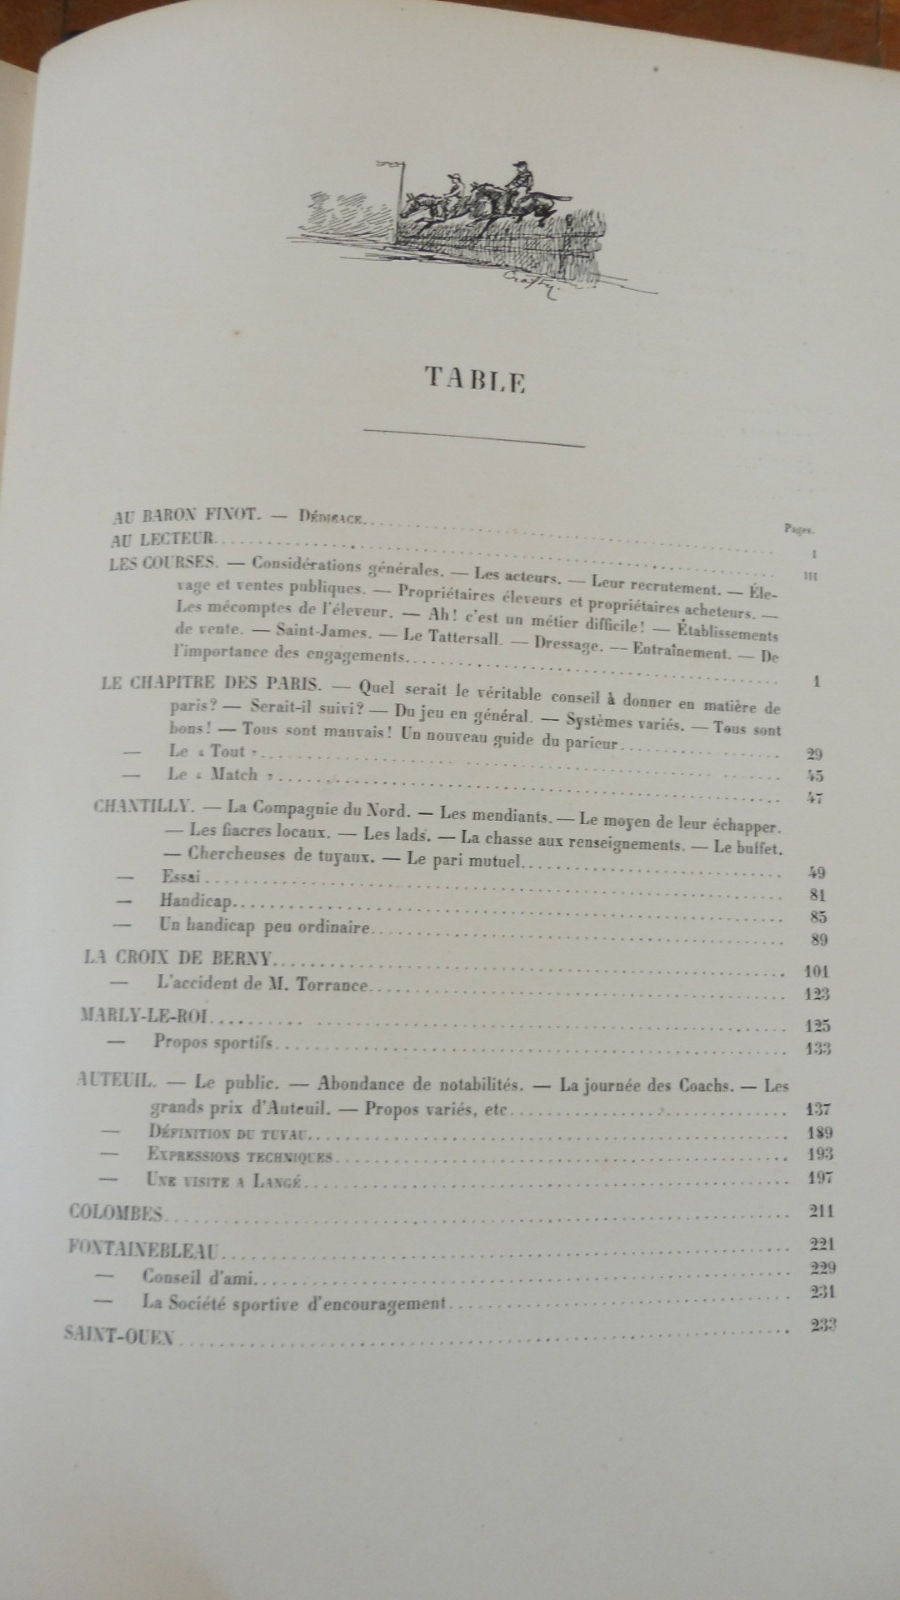 Crafty
TABLE
Pages.
AU BARON FINOT. — DÉDICACE. I
AU LECTEUR. III
LES COURSES. — Considérations générales. — Les acteurs. — Leur recrutement. — Éle-
vage et ventes publiques. — Propriétaires éleveurs et propriétaires acheteurs. —
Les mécomptes de l'éleveur. — Ah! c'est un métier difficile! — Établissements
de vente. — Saint-James. — Le Tattersall. — Dressage. — Entraînement. — De
l'importance des engagements. 1
LE CHAPITRE DES PARIS. — Quel serait le véritable conseil à donner en matière de
paris? — Serait-il suivi? — Du jeu en général. — Systèmes variés. — Tous sont
bons! — Tous sont mauvais! Un nouveau guide du parieur. 29
— Le « Tout ». 45
— Le « Match ». 47
CHANTILLY. — La Compagnie du Nord. — Les mendiants. — Le moyen de leur échapper.
— Les fiacres locaux. — Les lads. — La chasse aux renseignements. — Le buffet.
— Chercheuses de tuyaux. — Le pari mutuel. 49
— Essai 81
— Handicap. 85
— Un handicap peu ordinaire. 89
LA CROIX DE BERNY. 101
— L'accident de M. Torrance. 123
MARLY-LE-ROI. 125
— Propos sportifs. 133
AUTEUIL. — Le public. — Abondance de notabilités. — La journée des Coachs. — Les
grands prix d'Auteuil. — Propos variés, etc. 137
— DÉFINITION DU TUYAU. 189
— EXPRESSIONS TECHNIQUES. 193
— UNE VISITE A LANGÉ. 197
COLOMBES. 211
FONTAINEBLEAU. 221
— Conseil d'ami. 229
— La Société sportive d'encouragement. 231
SAINT-OUEN. 233